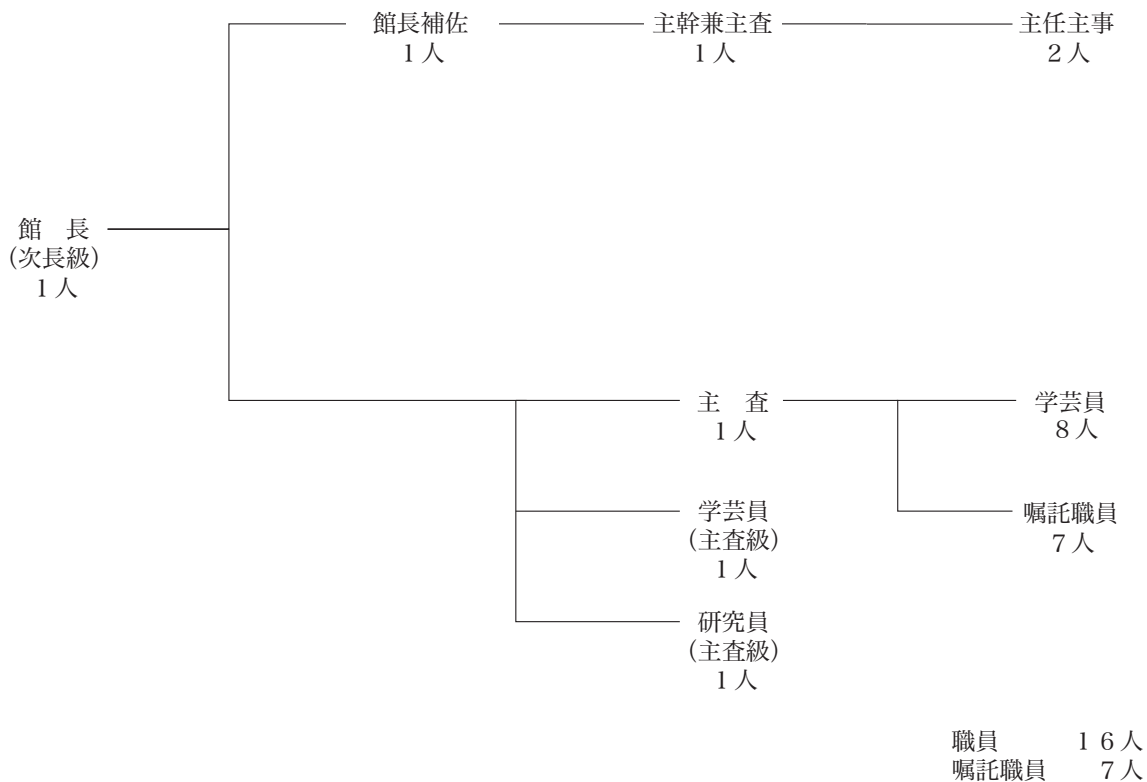 館長補佐
１人
主幹兼主査
１人
主任主事
２人
館　長
(次長級)
１人
主　査
１人
学芸員
８人
学芸員
(主査級)
１人
嘱託職員
７人
研究員
(主査級)
１人
職員　　　１６人
嘱託職員　　７人